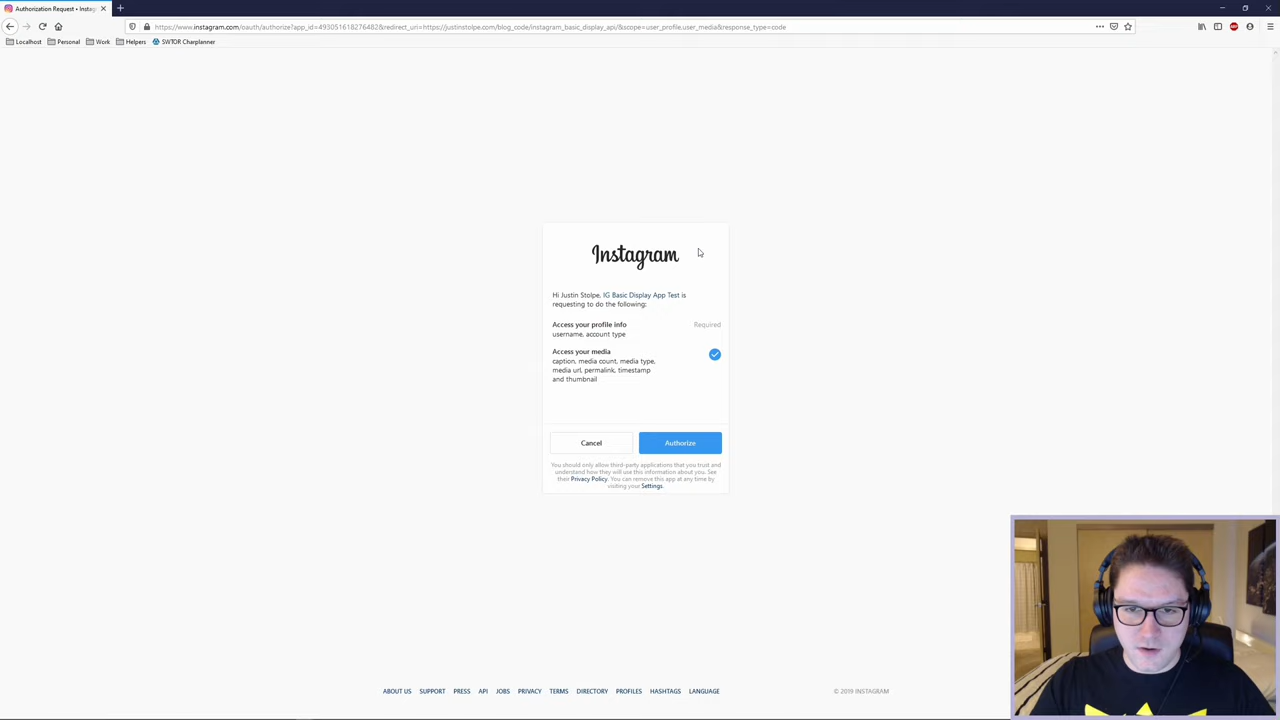 Authorization Request • Instag
https://www.instagram.com/oauth/authorize?app_id=493051618276482&redirect_uri=https://justinstolpe.com/blog_code/instagram_basic_display_api/&scope=user_profile,user_media&response_type=code
Localhost Personal Work Helpers SWTOR Charplanner
Instagram
Hi Justin Stolpe, IG Basic Display App Test is
requesting to do the following:
Access your profile info Required
username, account type
Access your media
caption, media count, media type,
media url, permalink, timestamp
and thumbnail
Cancel Authorize
You should only allow third-party applications that you trust and
understand how they will use this information about you. See
their Privacy Policy. You can remove this app at any time by
visiting your Settings.
ABOUT US SUPPORT PRESS API JOBS PRIVACY TERMS DIRECTORY PROFILES HASHTAGS LANGUAGE © 2019 INSTAGRAM